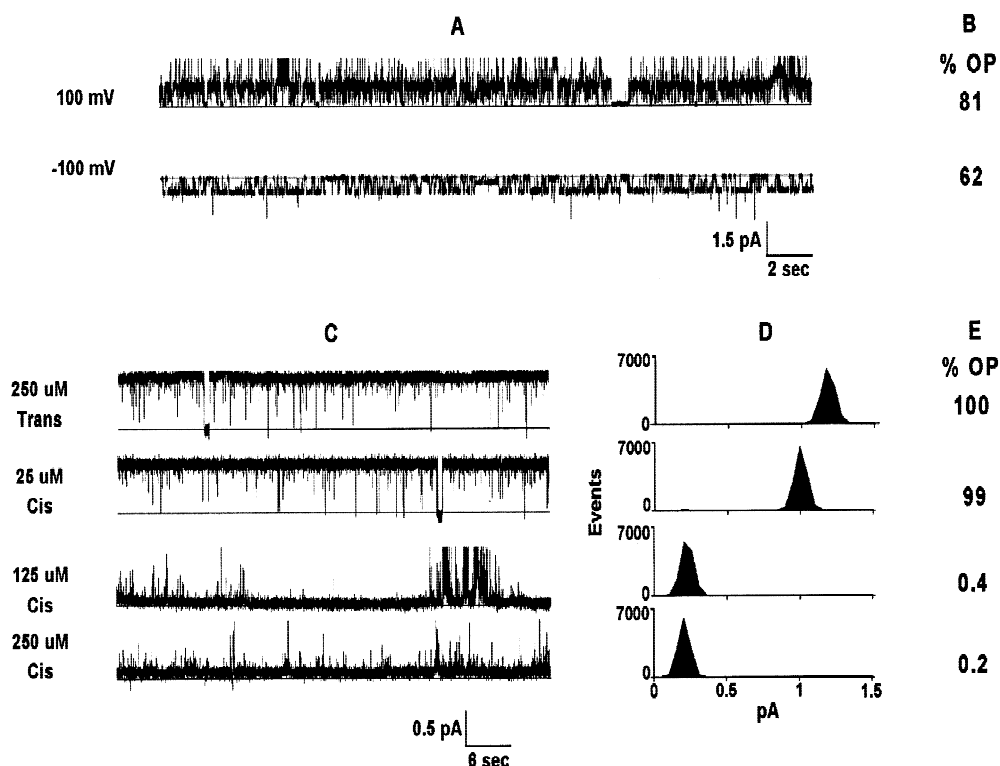 A
B
% OP
100 mV
81
-100 mV
62
1.5 pA
2 sec
C
D
E
% OP
250 uM
Trans
7000
0
100
25 uM
Cis
7000
0
99
Events
125 uM
Cis
7000
0
0.4
250 uM
Cis
7000
0
0.2
0 0.5 1 1.5
pA
0.5 pA
6 sec